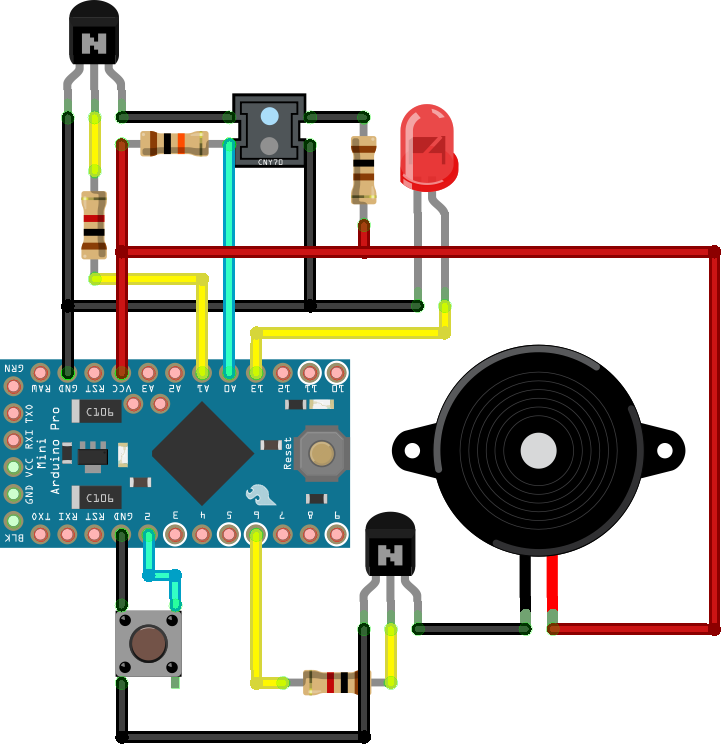 N
CNY70
GRN
RAW GND RST VCC A3 A2 A1 A0 13 12 11 10
TXO
RXI
VCC
GND
BLK
Arduino Pro
Mini
C106
C106
Reset
TXO RXI RST GND 2 3 4 5 6 7 8 9
N